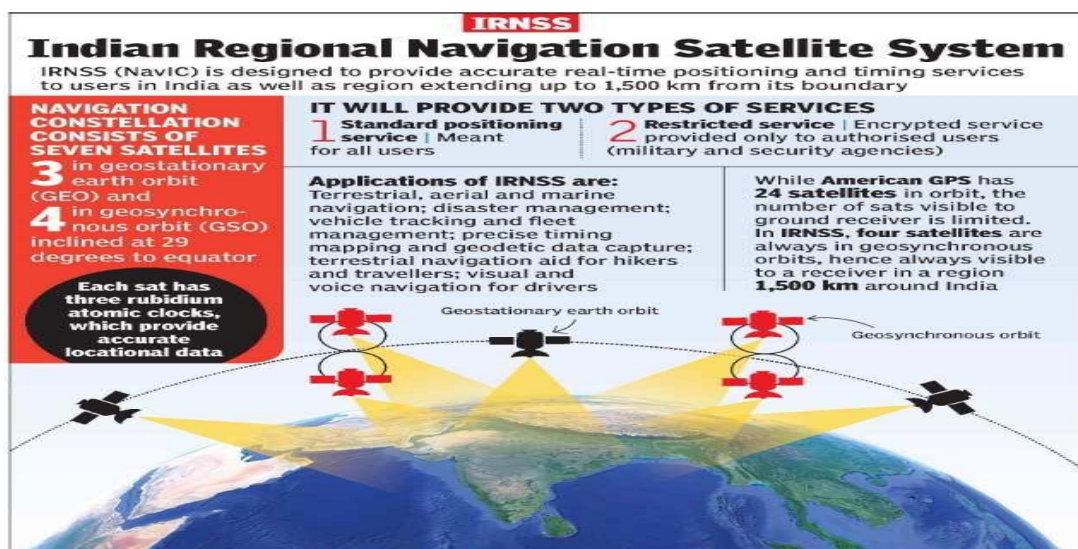 IRNSS
Indian Regional Navigation Satellite System
IRNSS (NavIC) is designed to provide accurate real-time positioning and timing services
to users in India as well as region extending up to 1,500 km from its boundary
NAVIGATION
CONSTELLATION
CONSISTS OF
SEVEN SATELLITES
3 in geostationary
earth orbit
(GEO) and
4 in geosynchro-
nous orbit (GSO)
inclined at 29
degrees to equator
Each sat has
three rubidium
atomic clocks,
which provide
accurate
locational data
IT WILL PROVIDE TWO TYPES OF SERVICES
1 Standard positioning
service | Meant
for all users
2 Restricted service | Encrypted service
provided only to authorised users
(military and security agencies)
Applications of IRNSS are:
Terrestrial, aerial and marine
navigation; disaster management;
vehicle tracking and fleet
management; precise timing
mapping and geodetic data capture;
terrestrial navigation aid for hikers
and travellers; visual and
voice navigation for drivers
While American GPS has
24 satellites in orbit, the
number of sats visible to
ground receiver is limited.
In IRNSS, four satellites are
always in geosynchronous
orbits, hence always visible
to a receiver in a region
1,500 km around India
Geostationary earth orbit
Geosynchronous orbit